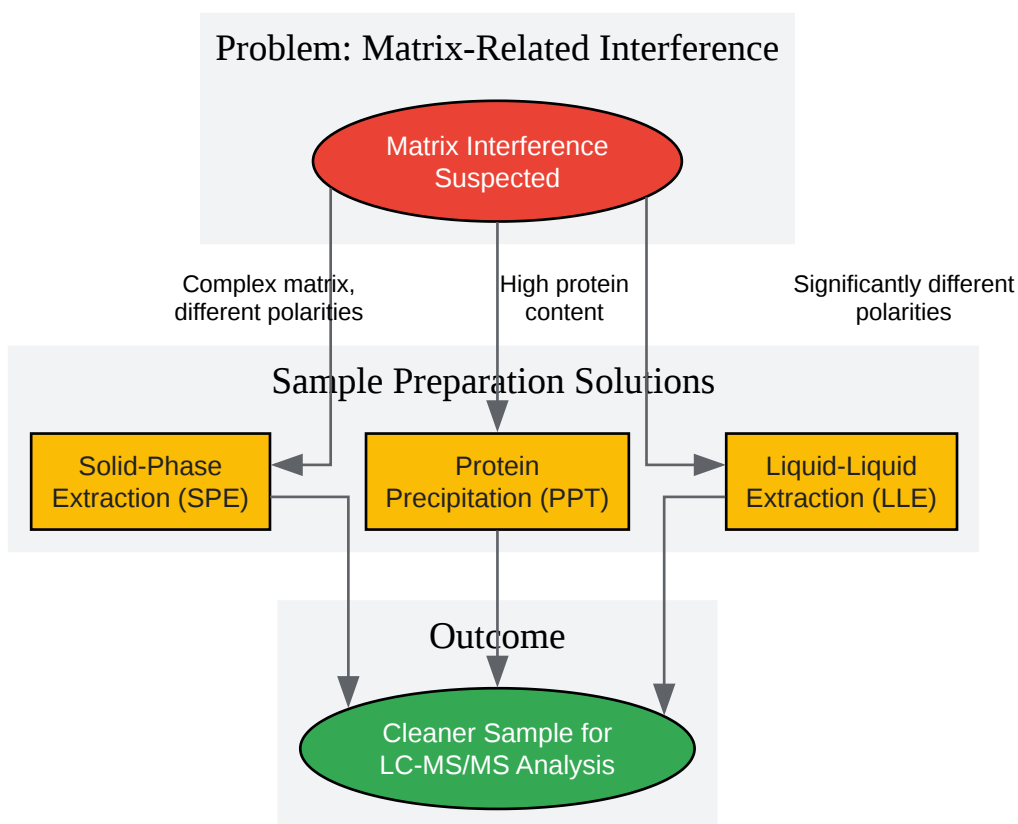 Problem: Matrix-Related Interference
Matrix Interference
Suspected
Complex matrix,
different polarities
High protein
content
Significantly different
polarities
Sample Preparation Solutions
Solid-Phase
Extraction (SPE)
Protein
Precipitation (PPT)
Liquid-Liquid
Extraction (LLE)
Outcome
Cleaner Sample for
LC-MS/MS Analysis